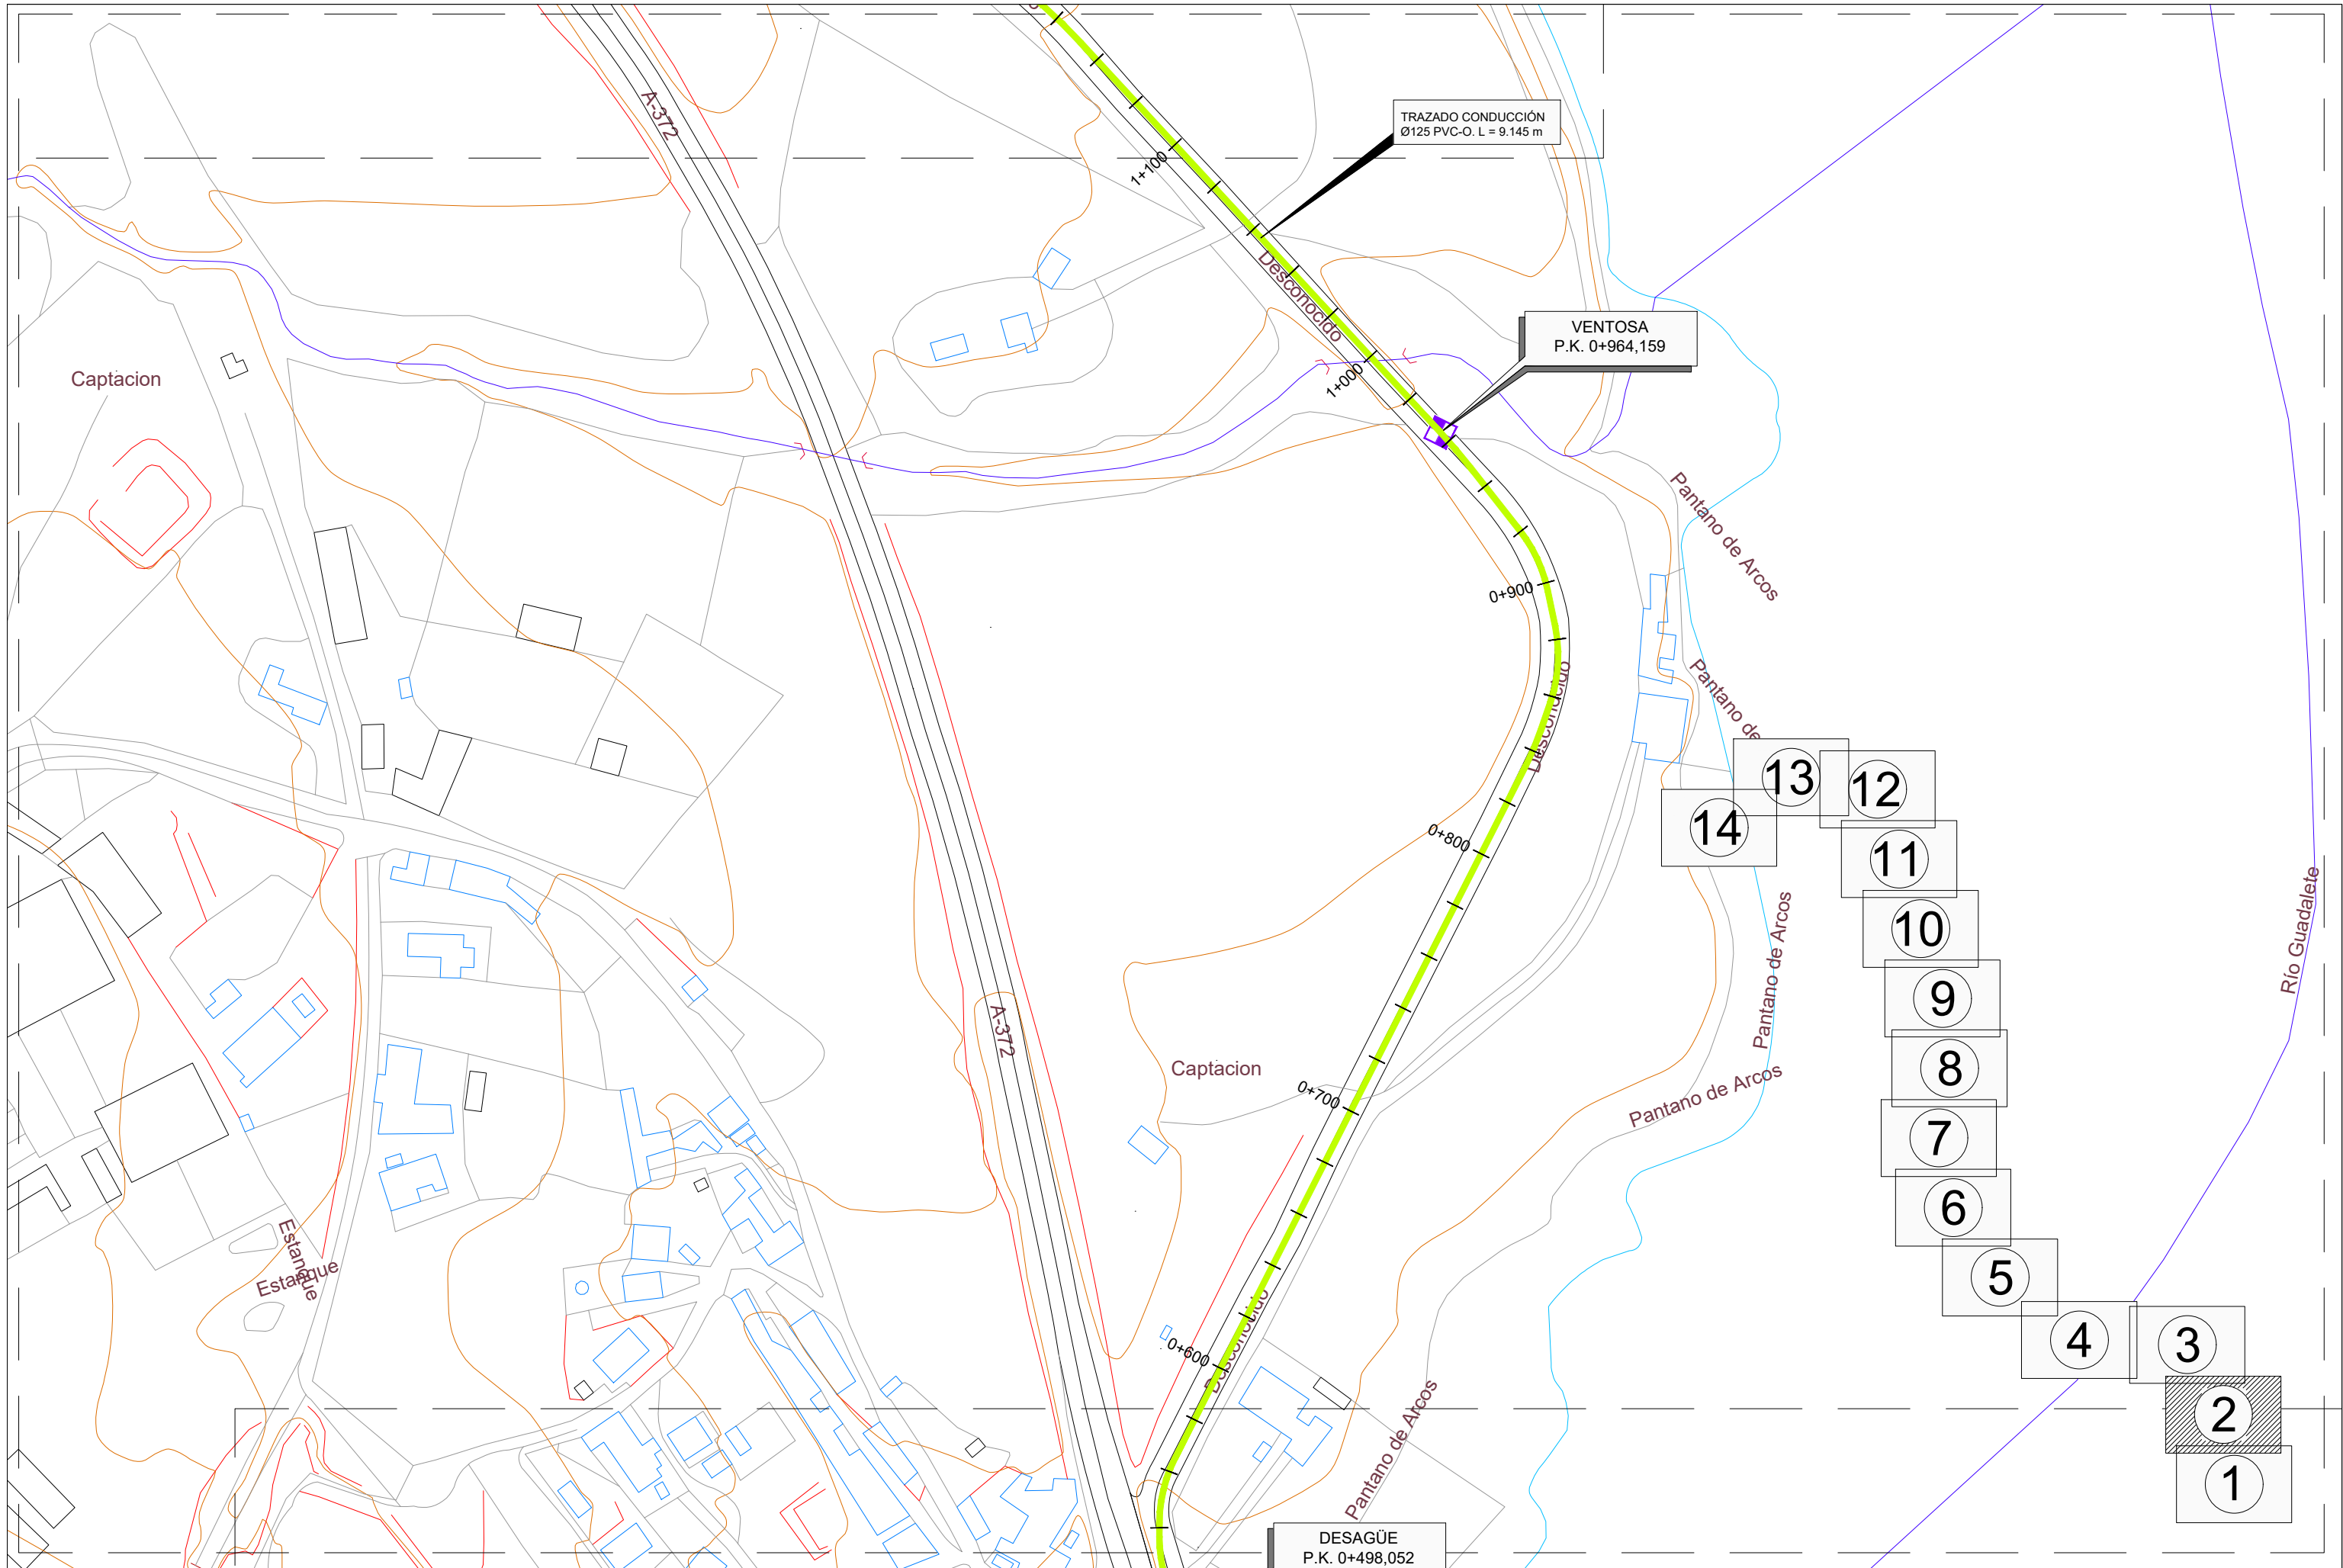 A-372
TRAZADO CONDUCCIÓN
Ø125 PVC-O. L = 9.145 m
1+100
Desconocido
VENTOSA
P.K. 0+964,159
1+000
Captacion
Pantano de Arcos
0+900
Desconocido
Pantano de
13
12
14
0+800
11
10
Pantano de Arcos
Río Guadalete
9
A-372
8
Captacion
0+700
Pantano de Arcos
7
6
Estanque
Estanque
5
4
3
Desconocido
0+600
2
Pantano de Arcos
1
DESAGÜE
P.K. 0+498,052